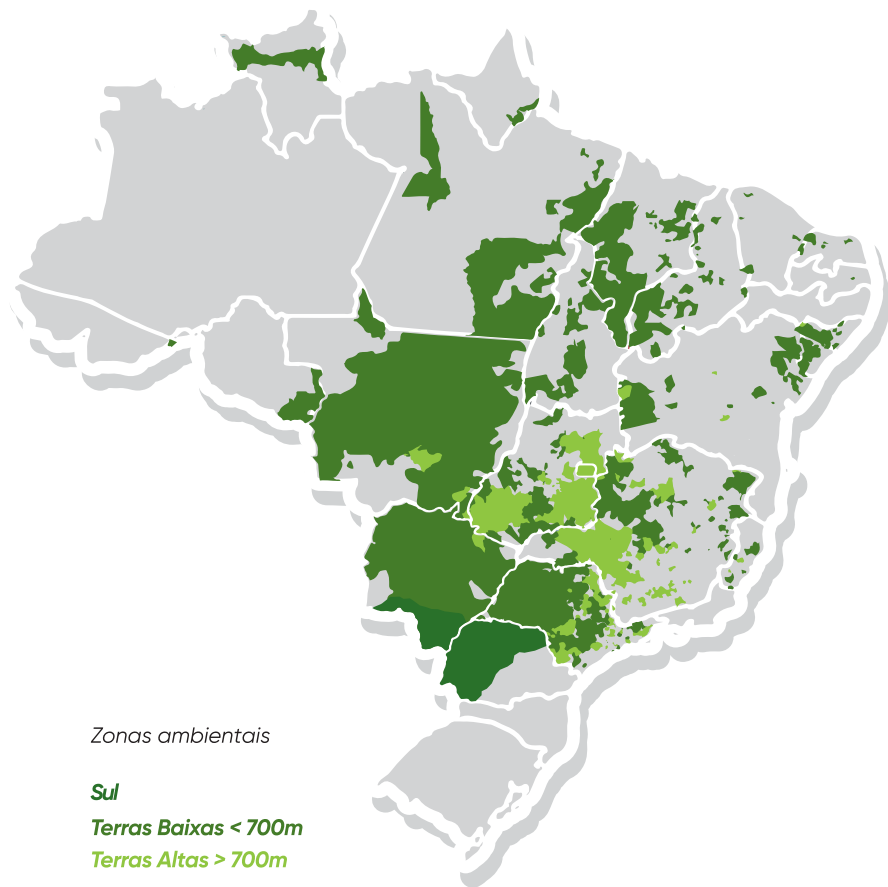 Zonas ambientais
Sul
Terras Baixas < 700m
Terras Altas > 700m